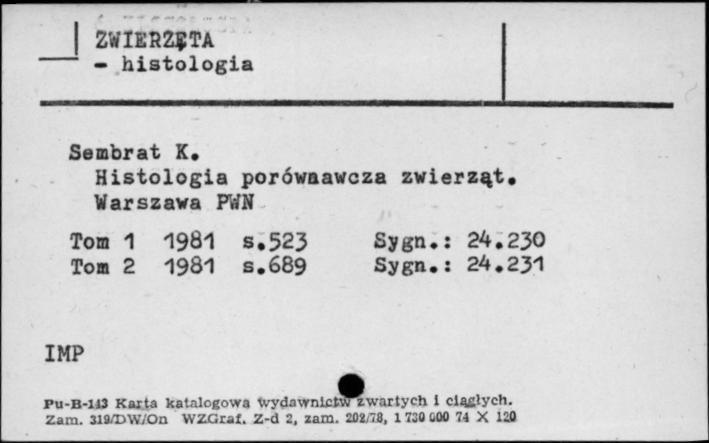 ZWIERZĘTA
- histologia
Sembrat K.
Histologia porównawcza zwierząt.
Warszawa PWN
Tom 1 1981 s.523 Sygn.: 24.230
Tom 2 1981 s.689 Sygn.: 24.231
IMP
Pu-B-143 Karta katalogowa wydawnictw zwartych i ciągłych.
Zam. 319/DW/On WZGraf. Z-d 2, zam. 202/78, 1 730 000 74 X 120